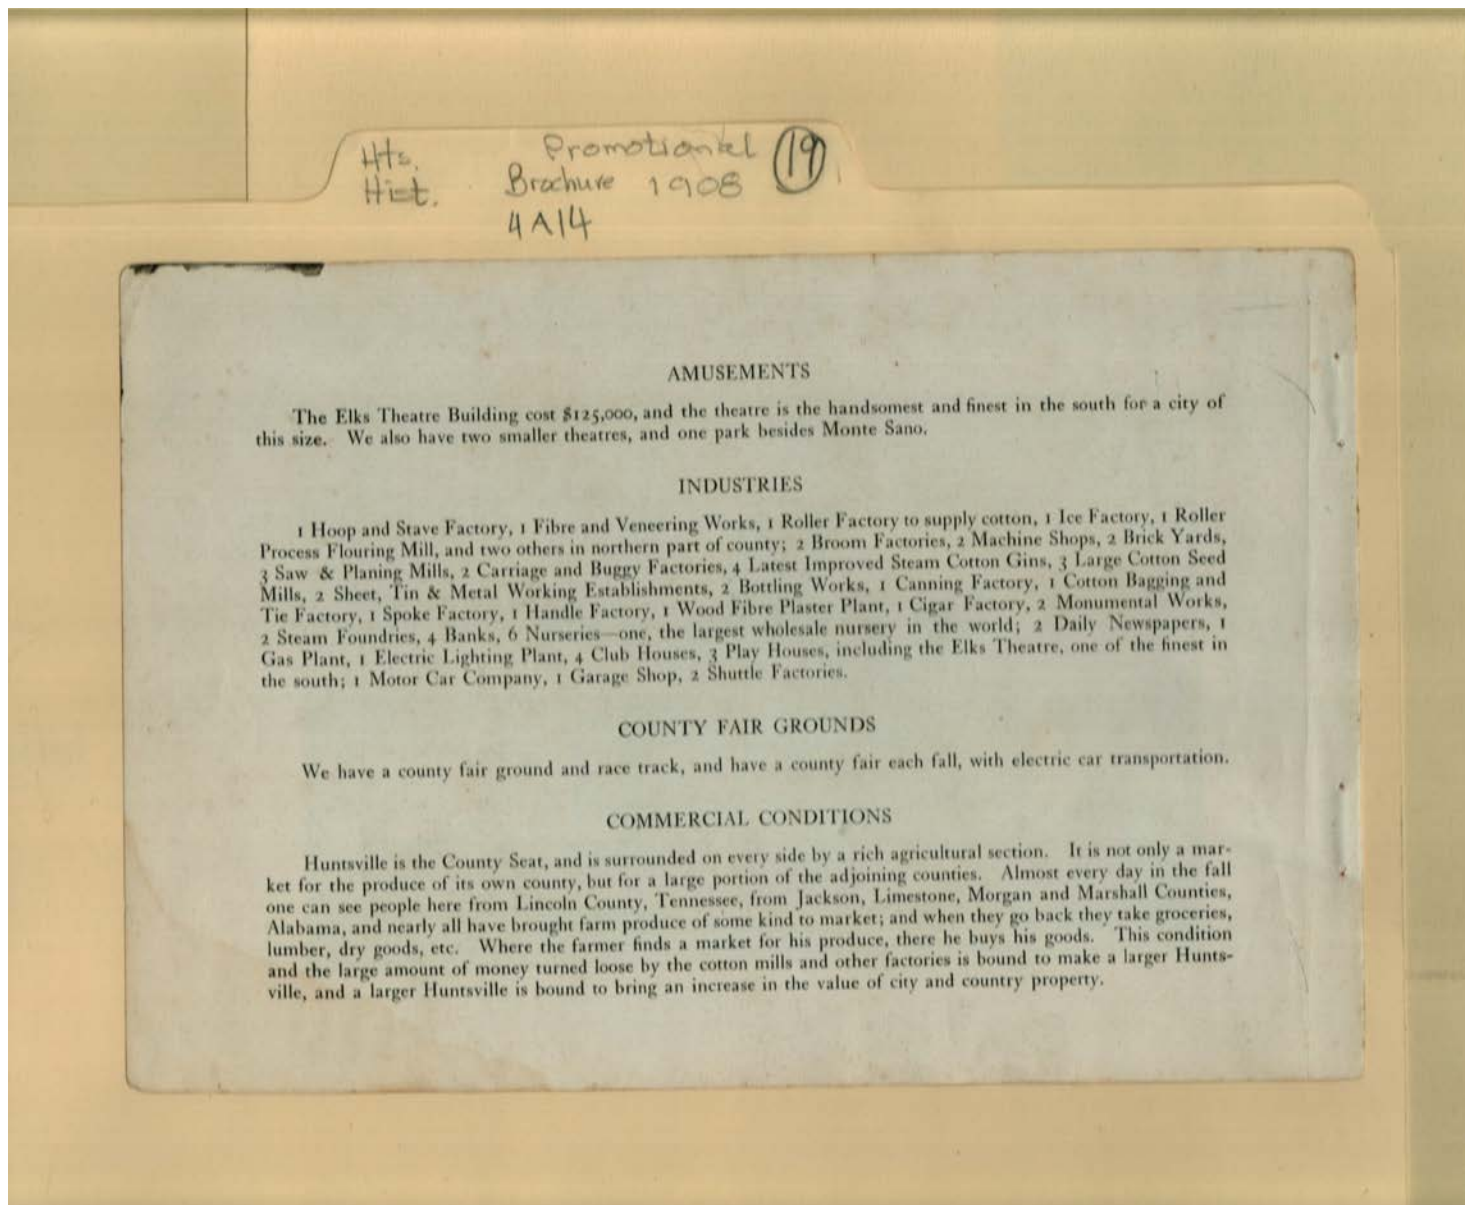 Hts. Promotional 19
Hist. Brochure 1908
4A14
AMUSEMENTS
The Elks Theatre Building cost $125,000, and the theatre is the handsomest and finest in the south for a city of
this size. We also have two smaller theatres, and one park besides Monte Sano.
INDUSTRIES
1 Hoop and Stave Factory, 1 Fibre and Veneering Works, 1 Roller Factory to supply cotton, 1 Ice Factory, 1 Roller
Process Flouring Mill, and two others in northern part of county; 2 Broom Factories, 2 Machine Shops, 2 Brick Yards,
3 Saw & Planing Mills, 2 Carriage and Buggy Factories, 4 Latest Improved Steam Cotton Gins, 3 Large Cotton Seed
Mills, 2 Sheet, Tin & Metal Working Establishments, 2 Bottling Works, 1 Canning Factory, 1 Cotton Bagging and
Tie Factory, 1 Spoke Factory, 1 Handle Factory, 1 Wood Fibre Plaster Plant, 1 Cigar Factory, 2 Monumental Works,
2 Steam Foundries, 4 Banks, 6 Nurseries—one, the largest wholesale nursery in the world; 2 Daily Newspapers, 1
Gas Plant, 1 Electric Lighting Plant, 4 Club Houses, 3 Play Houses, including the Elks Theatre, one of the finest in
the south; 1 Motor Car Company, 1 Garage Shop, 2 Shuttle Factories.
COUNTY FAIR GROUNDS
We have a county fair ground and race track, and have a county fair each fall, with electric car transportation.
COMMERCIAL CONDITIONS
Huntsville is the County Seat, and is surrounded on every side by a rich agricultural section. It is not only a mar-
ket for the produce of its own county, but for a large portion of the adjoining counties. Almost every day in the fall
one can see people here from Lincoln County, Tennessee, from Jackson, Limestone, Morgan and Marshall Counties,
Alabama, and nearly all have brought farm produce of some kind to market; and when they go back they take groceries,
lumber, dry goods, etc. Where the farmer finds a market for his produce, there he buys his goods. This condition
and the large amount of money turned loose by the cotton mills and other factories is bound to make a larger Hunts-
ville, and a larger Huntsville is bound to bring an increase in the value of city and country property.